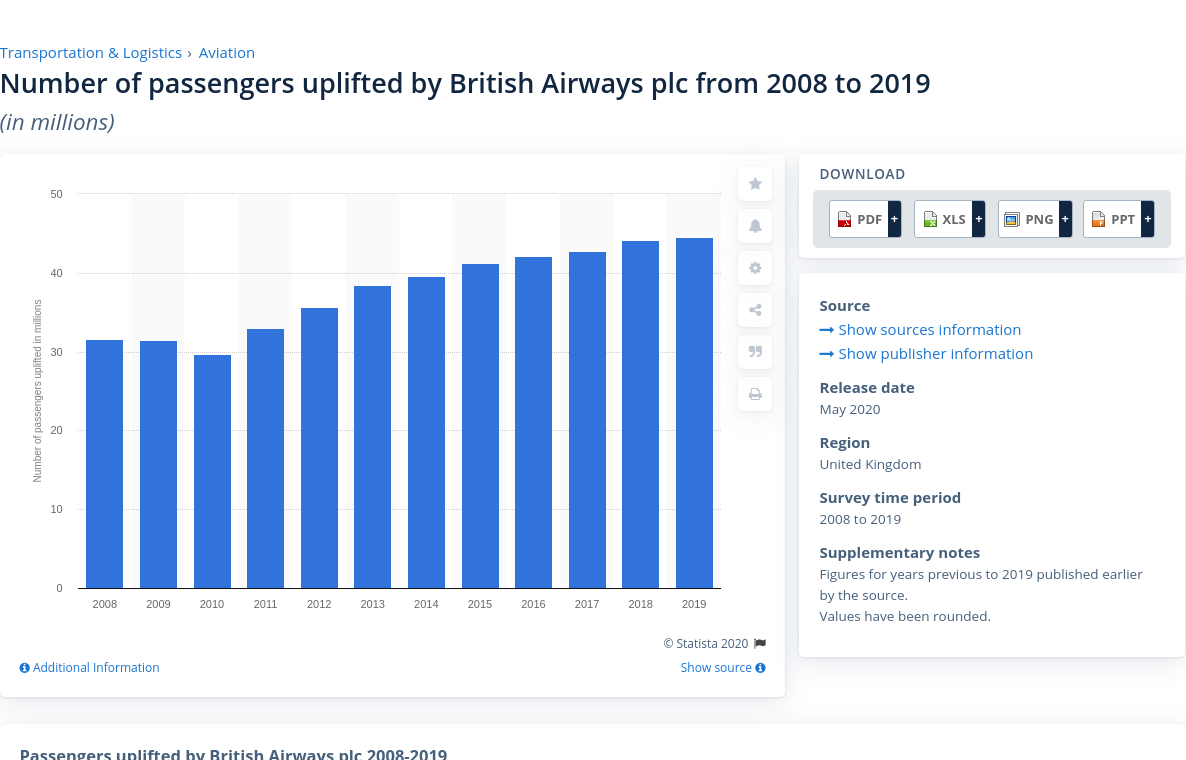 Transportation & Logistics › Aviation
Number of passengers uplifted by British Airways plc from 2008 to 2019
(in millions)
50
40
30
20
10
0
Number of passengers uplifted in millions
2008 2009 2010 2011 2012 2013 2014 2015 2016 2017 2018 2019
© Statista 2020
Additional Information
Show source
DOWNLOAD
PDF + XLS + PNG + PPT +
Source
Show sources information
Show publisher information
Release date
May 2020
Region
United Kingdom
Survey time period
2008 to 2019
Supplementary notes
Figures for years previous to 2019 published earlier
by the source.
Values have been rounded.
Passengers uplifted by British Airways plc 2008-2019